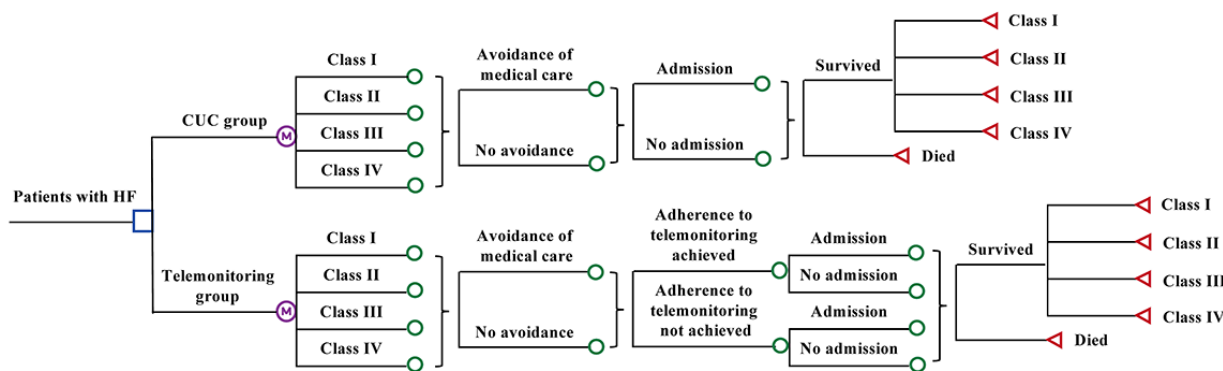 Patients with HF
CUC group
M
Class I
Class II
Class III
Class IV
Avoidance of
medical care
No avoidance
Admission
No admission
Survived
Died
Class I
Class II
Class III
Class IV
Telemonitoring
group
M
Class I
Class II
Class III
Class IV
Avoidance of
medical care
No avoidance
Adherence to
telemonitoring
achieved
Adherence to
telemonitoring
not achieved
Admission
No admission
Admission
No admission
Survived
Died
Class I
Class II
Class III
Class IV